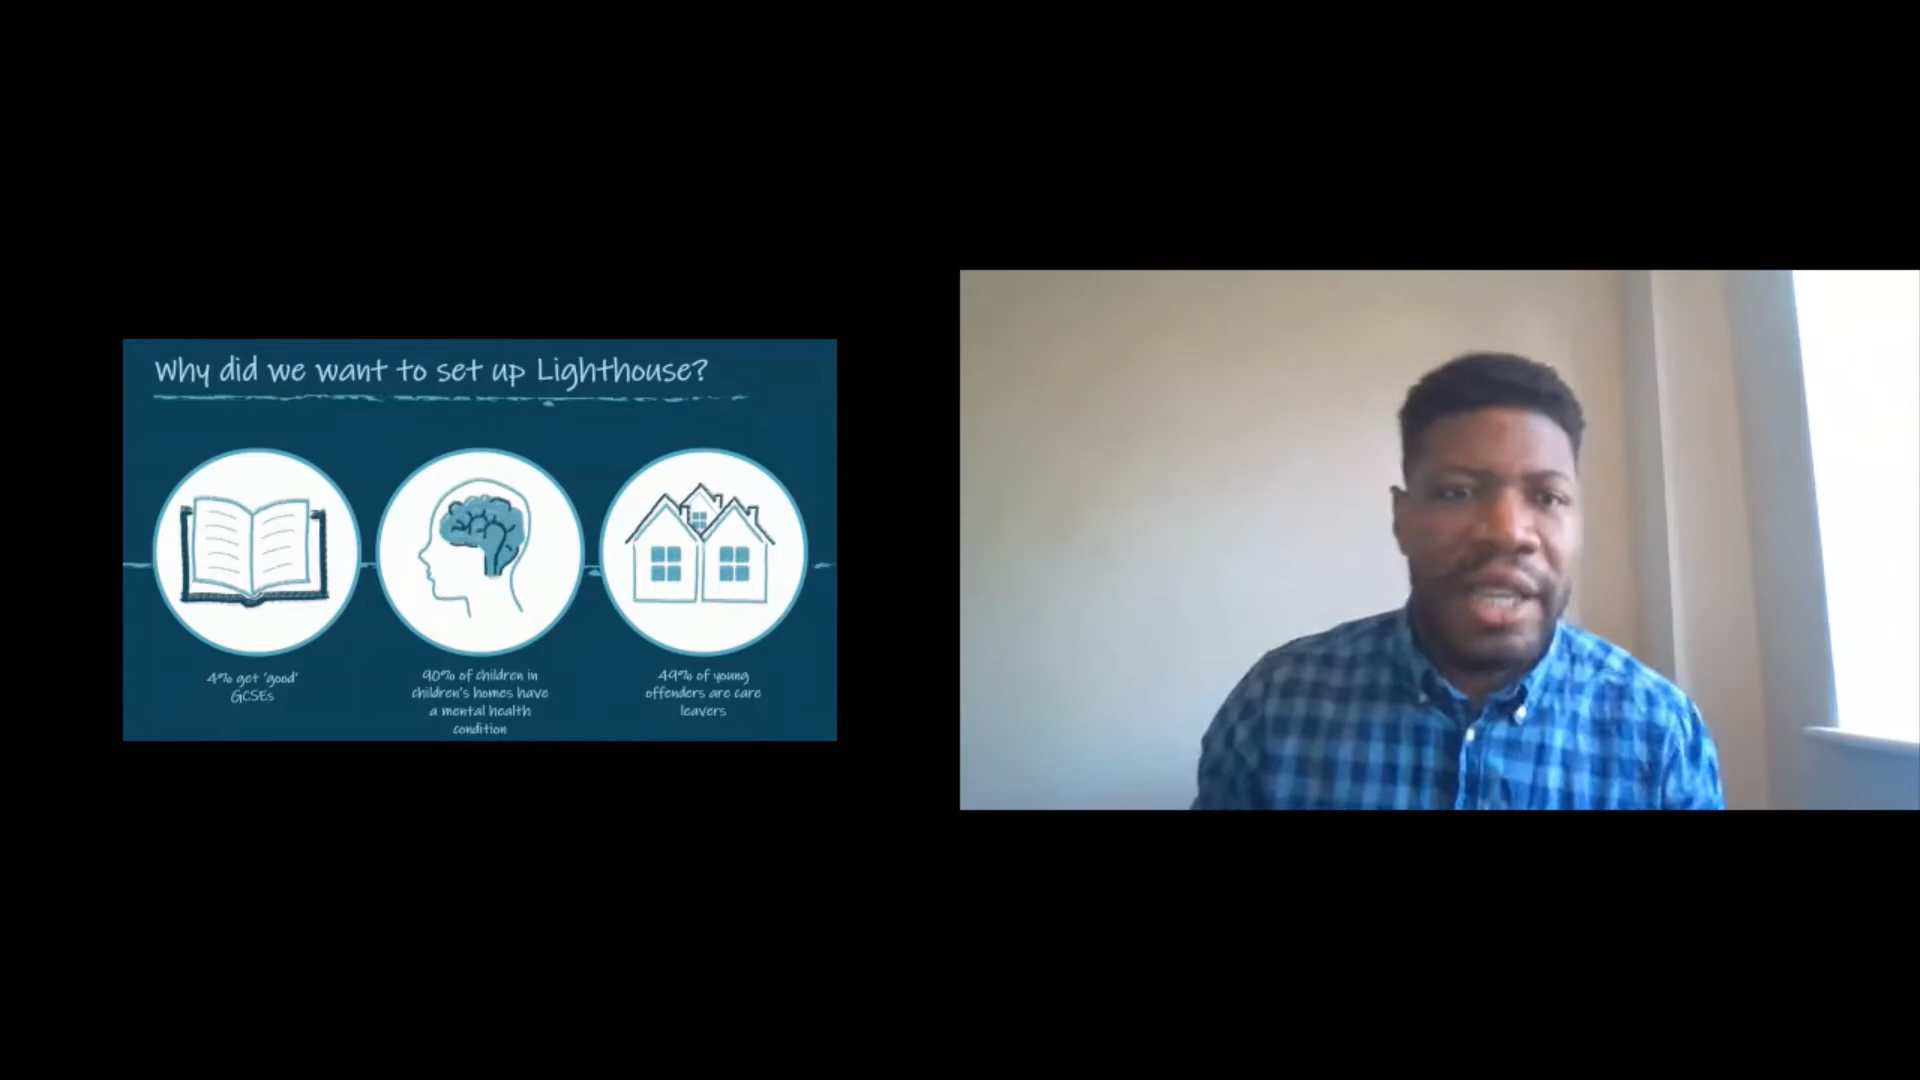 Why did we want to set up Lighthouse?
4% get 'good'
GCSEs
90% of children in
children's homes have
a mental health
condition
49% of young
offenders are care
leavers